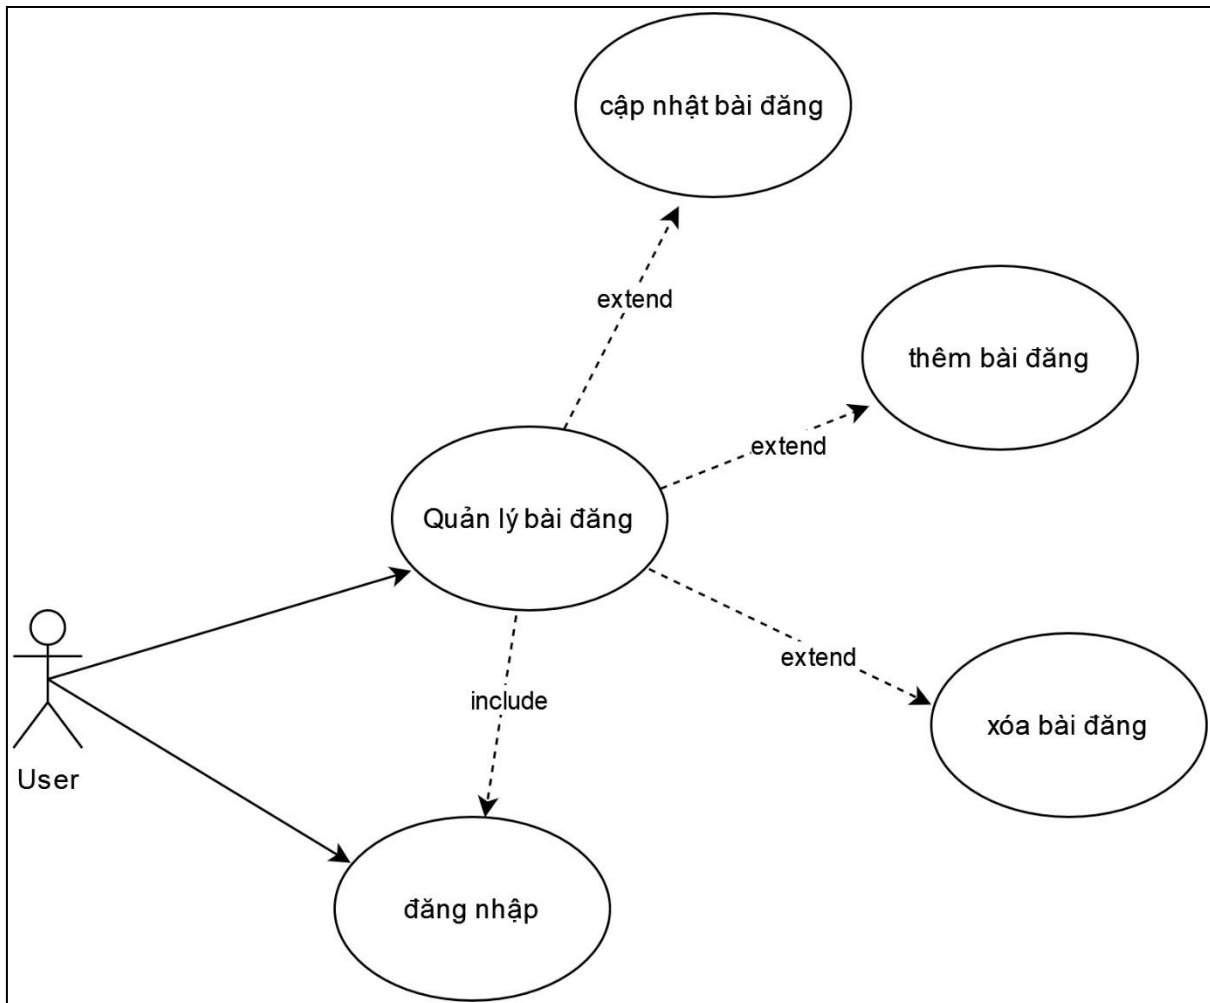 cập nhật bài đăng
extend
thêm bài đăng
extend
Quản lý bài đăng
extend
include
xóa bài đăng
User
đăng nhập